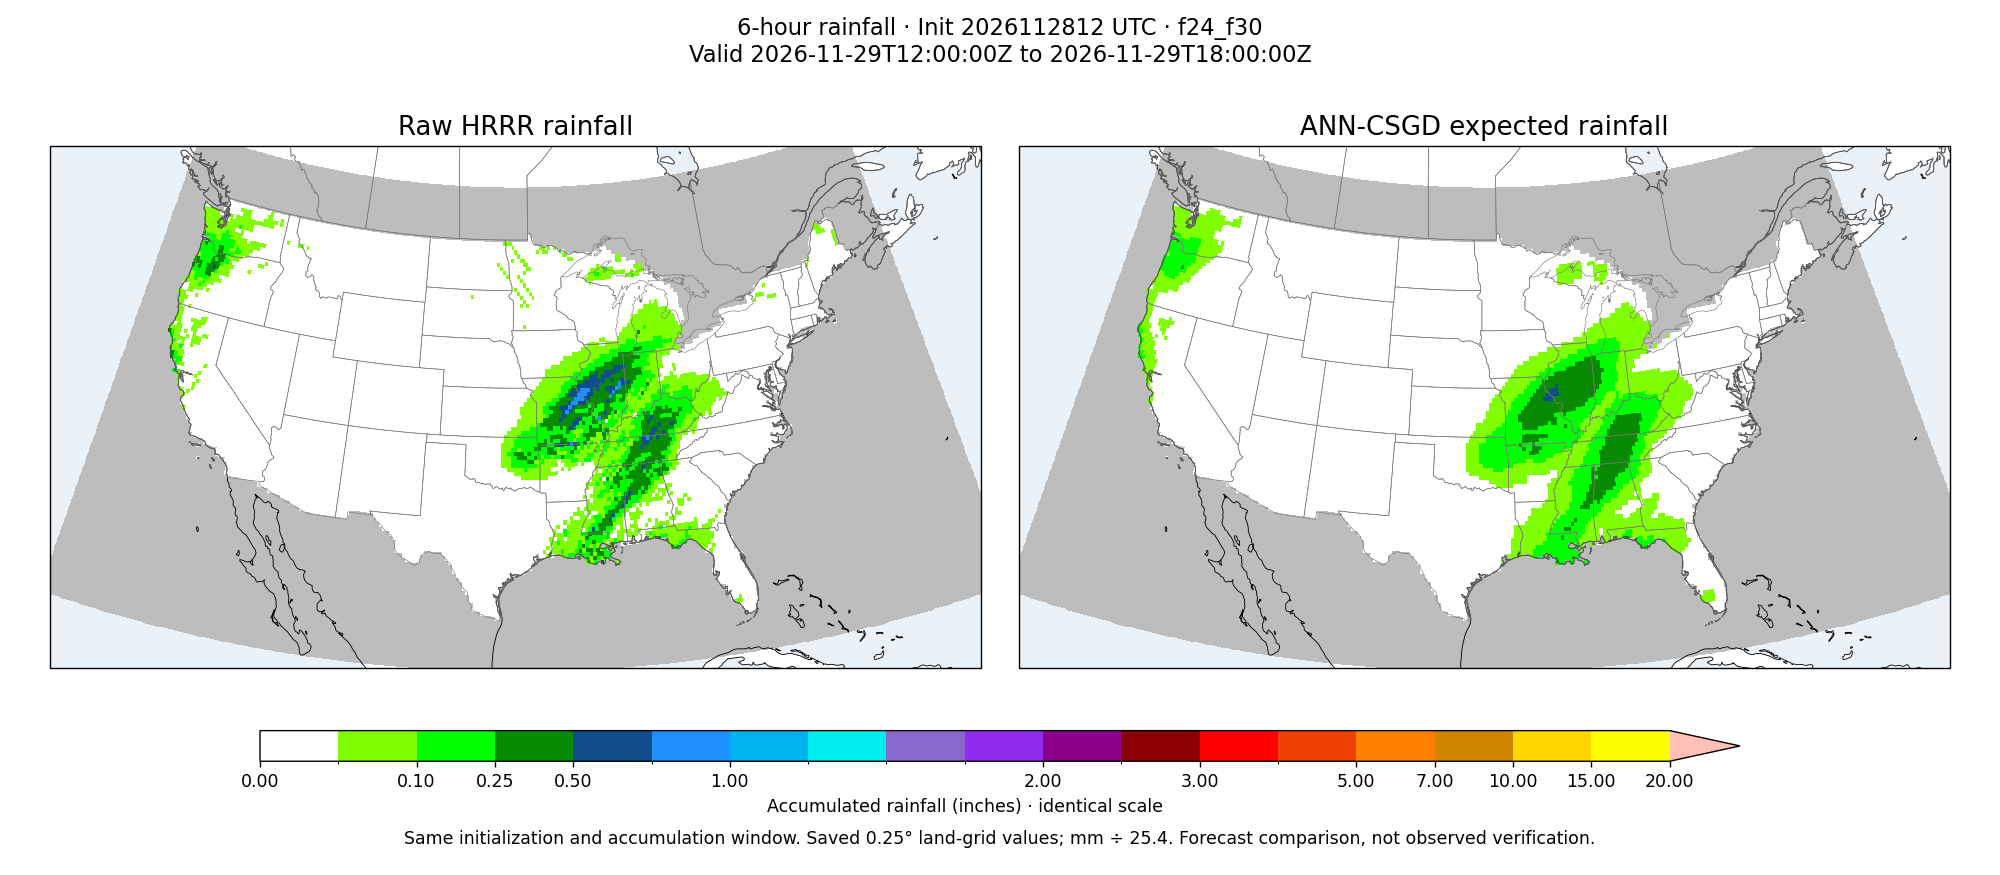 6-hour rainfall · Init 2026112812 UTC · f24_f30
Valid 2026-11-29T12:00:00Z to 2026-11-29T18:00:00Z
Raw HRRR rainfall
ANN-CSGD expected rainfall
0.00 0.10 0.25 0.50 1.00 2.00 3.00 5.00 7.00 10.00 15.00 20.00
Accumulated rainfall (inches) · identical scale
Same initialization and accumulation window. Saved 0.25° land-grid values; mm ÷ 25.4. Forecast comparison, not observed verification.